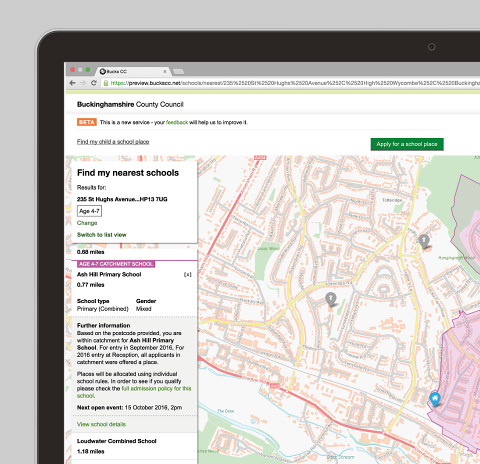 Bucks CC
https://preview.buckscc.net/schools/nearest/235%2520St%2520Hughs%2520Avenue%252C%2520High%2520Wycombe%252C%2520Buckingha
Buckinghamshire County Council
BETA This is a new service - your feedback will help us to improve it.
Find my child a school place
Apply for a school place
Find my nearest schools
Results for:
235 St Hughs Avenue...HP13 7UG
Age 4-7
Change
Switch to list view
0.68 miles
AGE 4-7 CATCHMENT SCHOOL
Ash Hill Primary School [x]
0.77 miles
School type Gender
Primary (Combined) Mixed
Further information
Based on the postcode provided, you are
within catchment for Ash Hill Primary
School. For entry in September 2016, For
2016 entry at Reception, all applicants in
catchment were offered a place.
Places will be allocated using individual
school rules. In order to see if you qualify
please check the full admission policy for this
school.
Next open event: 15 October 2016, 2pm
View school details
Loudwater Combined School
1.18 miles
Totteridge
The Dyke